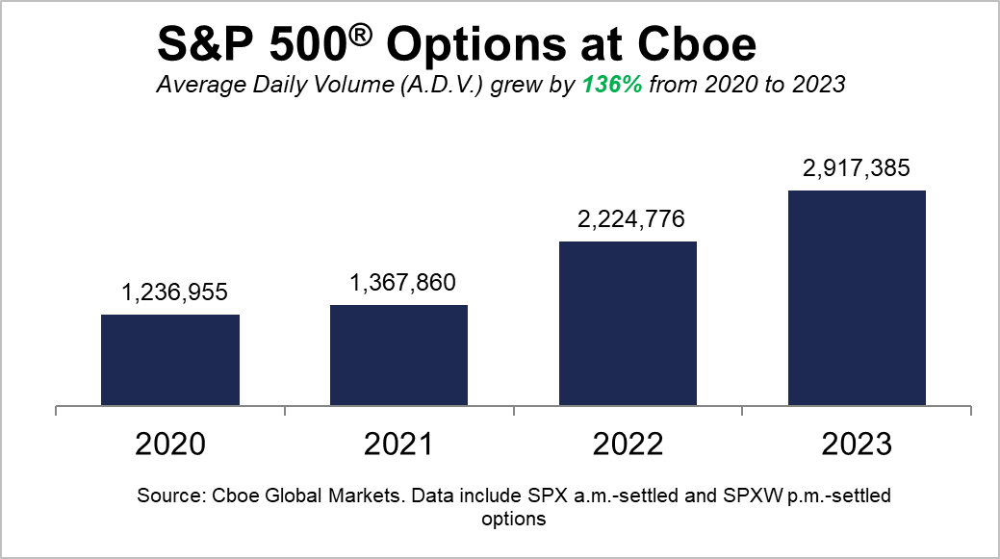 S&P 500® Options at Cboe
Average Daily Volume (A.D.V.) grew by 136% from 2020 to 2023
2,917,385
2,224,776
1,367,860
1,236,955
2020 2021 2022 2023
Source: Cboe Global Markets. Data include SPX a.m.-settled and SPXW p.m.-settled
options